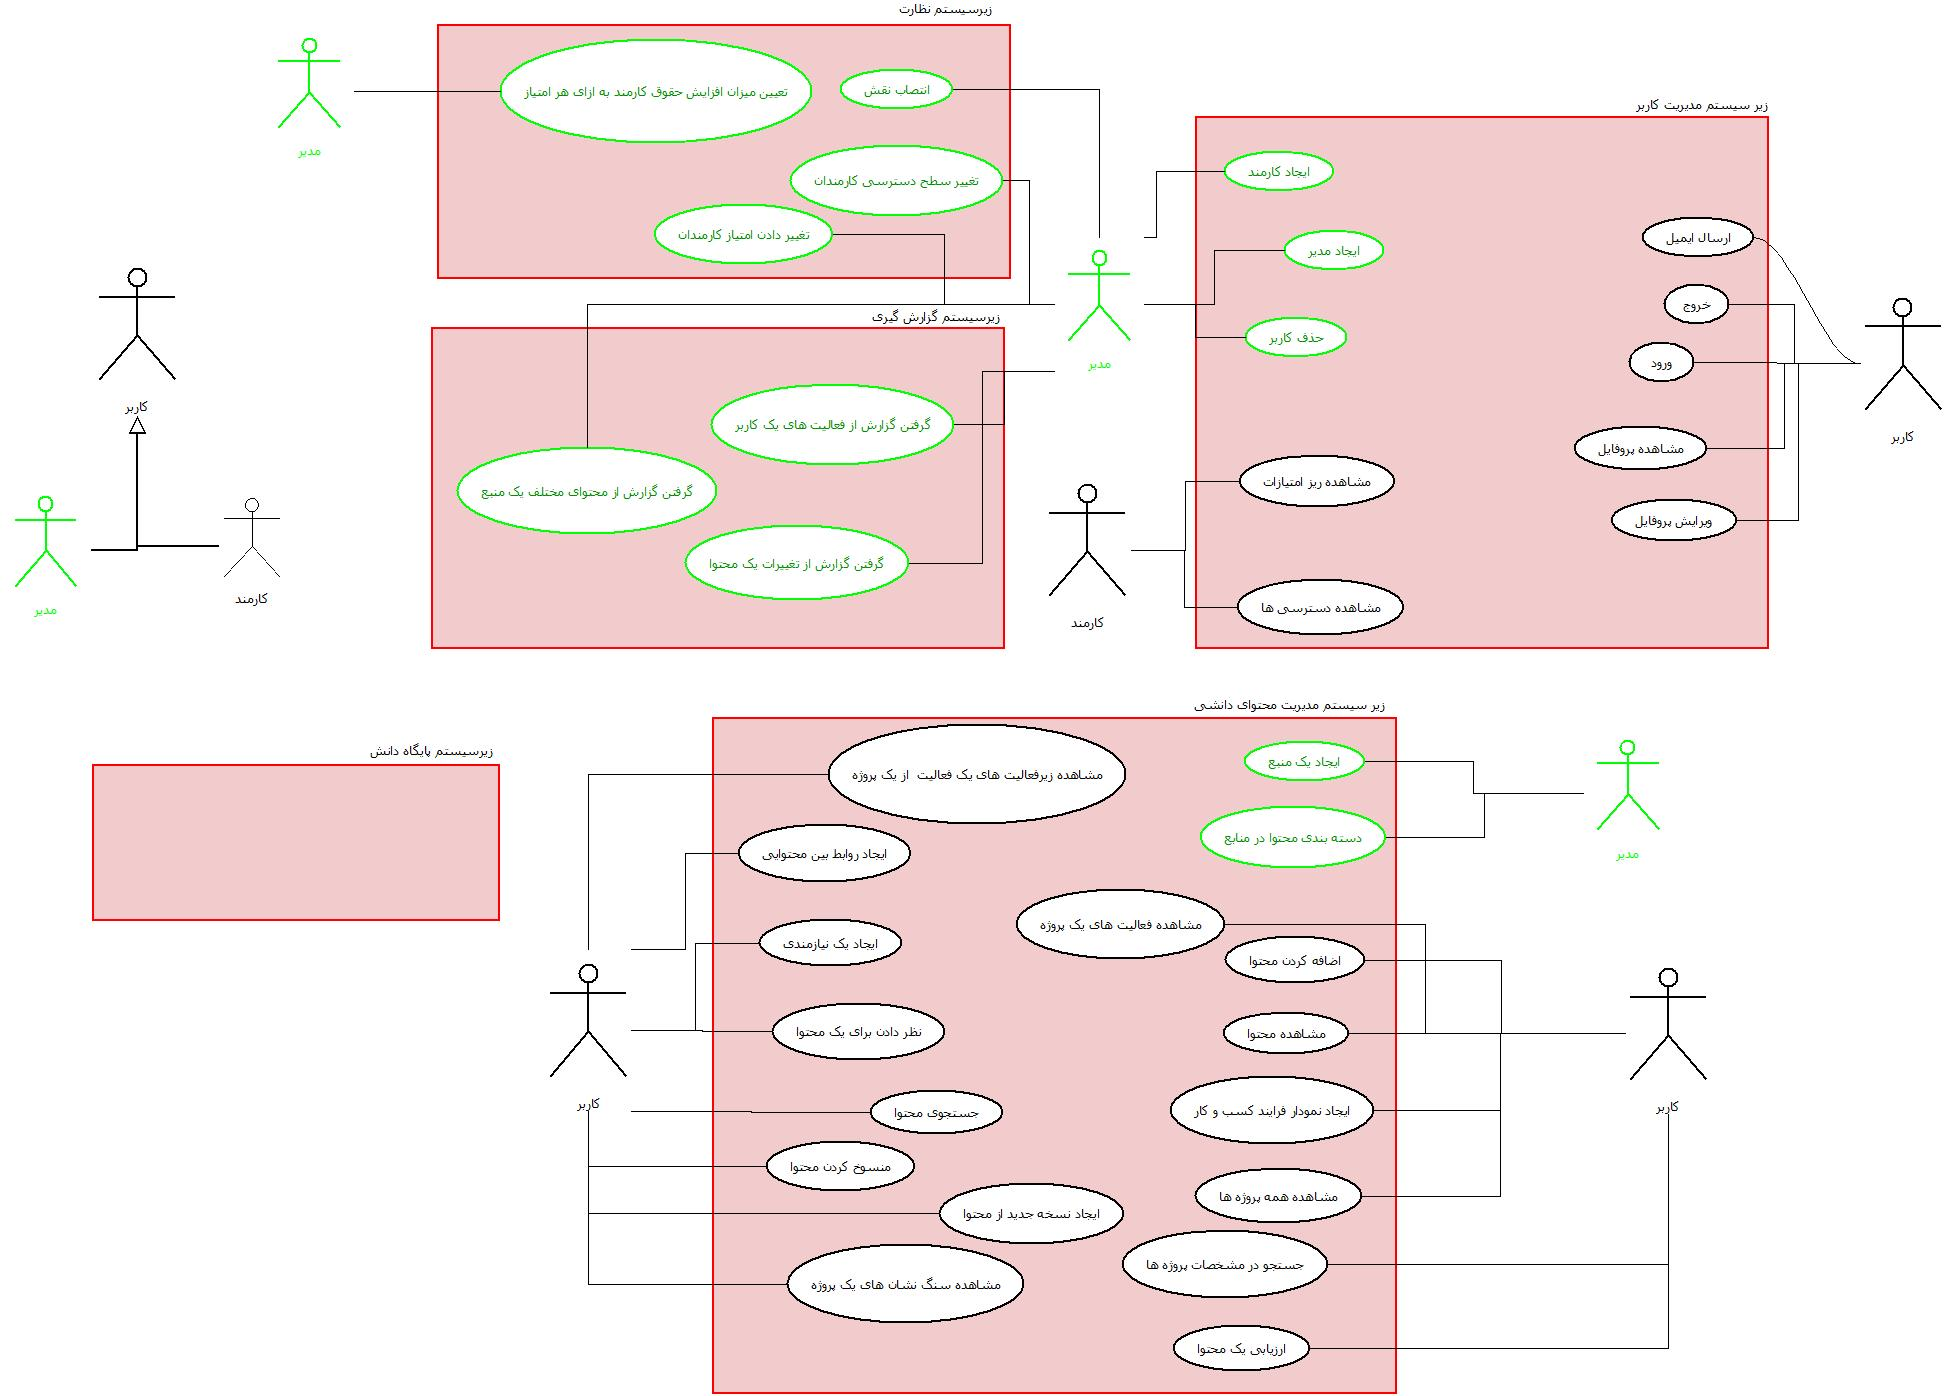 زیرسیستم نظارت
تعیین میزان افزایش حقوق کارمند به ازای هر امتیاز
انتصاب نقش
تغییر سطح دسترسی کارمندان
تغییر دادن امتیاز کارمندان
مدیر
زیر سیستم مدیریت کاربر
ایجاد کارمند
ایجاد مدیر
حذف کاربر
ارسال ایمیل
خروج
ورود
مشاهده پروفایل
ویرایش پروفایل
مشاهده ریز امتیازات
مشاهده دسترسی ها
کاربر
مدیر
کارمند
زیرسیستم گزارش گیری
گرفتن گزارش از فعالیت های یک کاربر
گرفتن گزارش از محتوای مختلف یک منبع
گرفتن گزارش از تغییرات یک محتوا
کاربر
مدیر
کارمند
زیر سیستم مدیریت محتوای دانشی
مشاهده زیرفعالیت های یک فعالیت از یک پروژه
ایجاد یک منبع
دسته بندی محتوا در منابع
ایجاد روابط بین محتوایی
مشاهده فعالیت های یک پروژه
ایجاد یک نیازمندی
اضافه کردن محتوا
نظر دادن برای یک محتوا
مشاهده محتوا
جستجوی محتوا
ایجاد نمودار فرایند کسب و کار
منسوخ کردن محتوا
مشاهده همه پروژه ها
ایجاد نسخه جدید از محتوا
جستجو در مشخصات پروژه ها
مشاهده سنگ نشان های یک پروژه
ارزیابی یک محتوا
مدیر
کاربر
کاربر
زیرسیستم پایگاه دانش